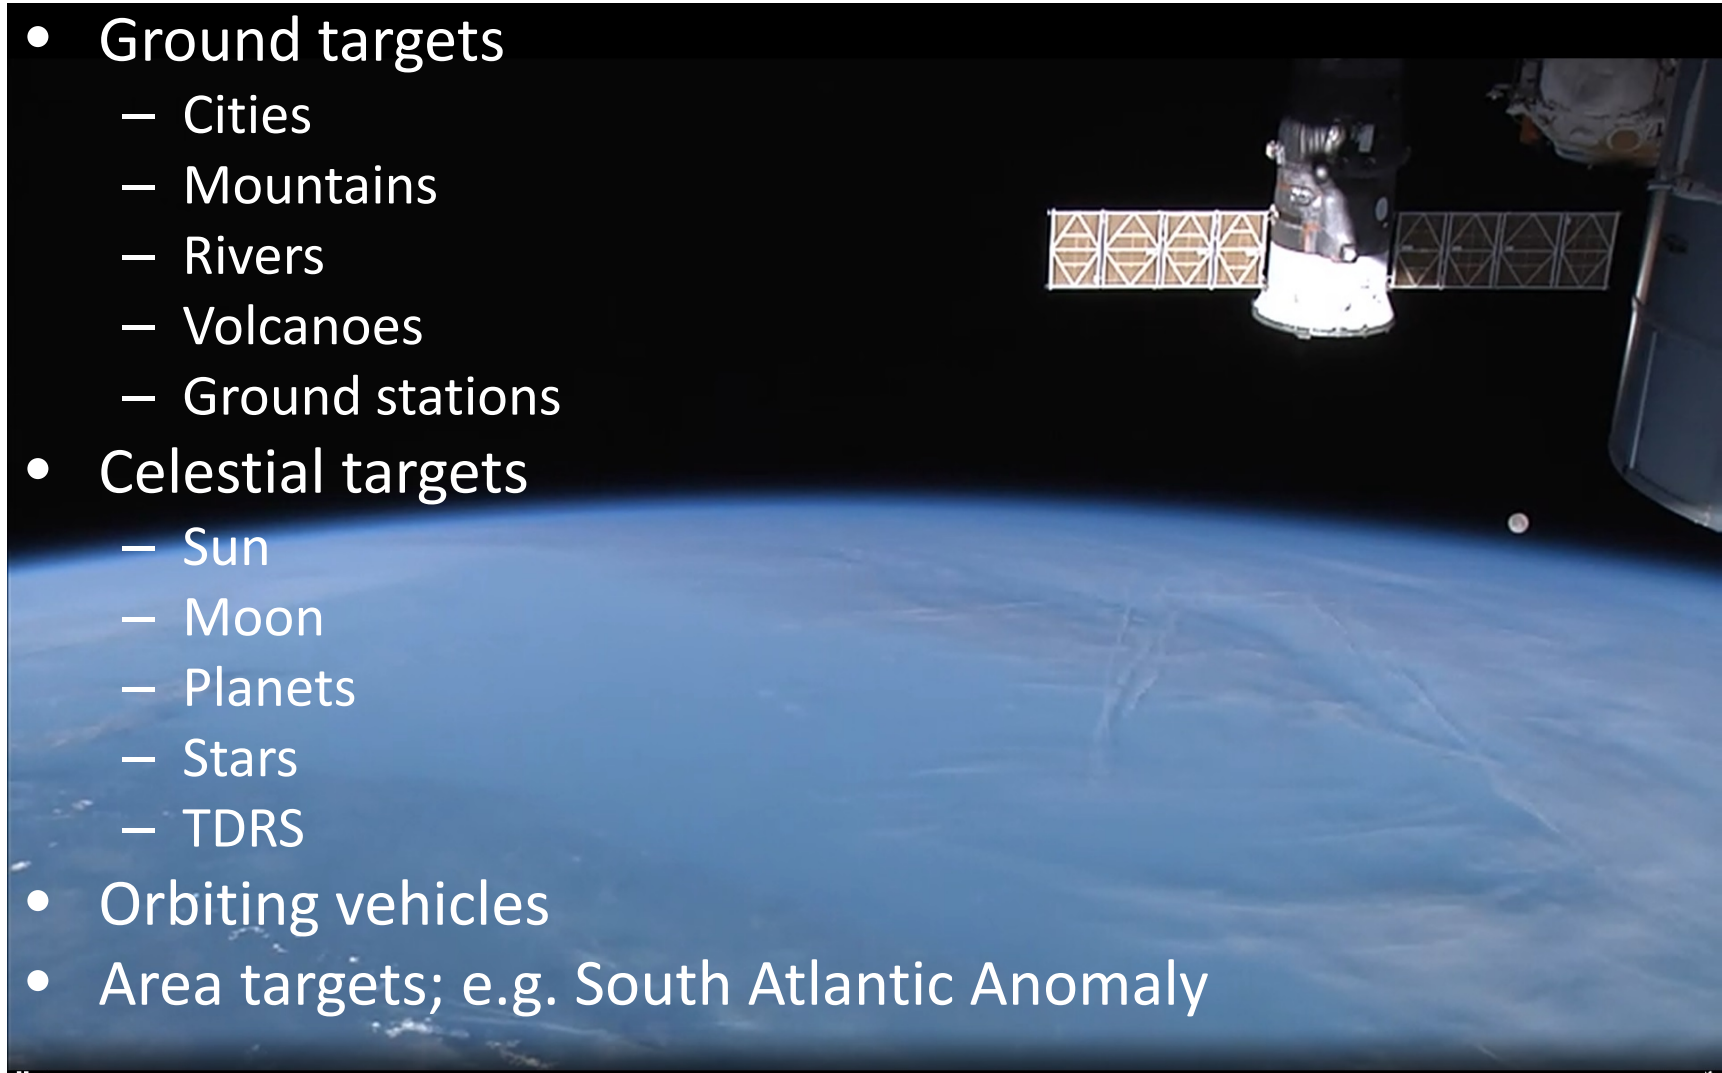 • Ground targets
– Cities
– Mountains
– Rivers
– Volcanoes
– Ground stations
• Celestial targets
– Sun
– Moon
– Planets
– Stars
– TDRS
• Orbiting vehicles
• Area targets; e.g. South Atlantic Anomaly